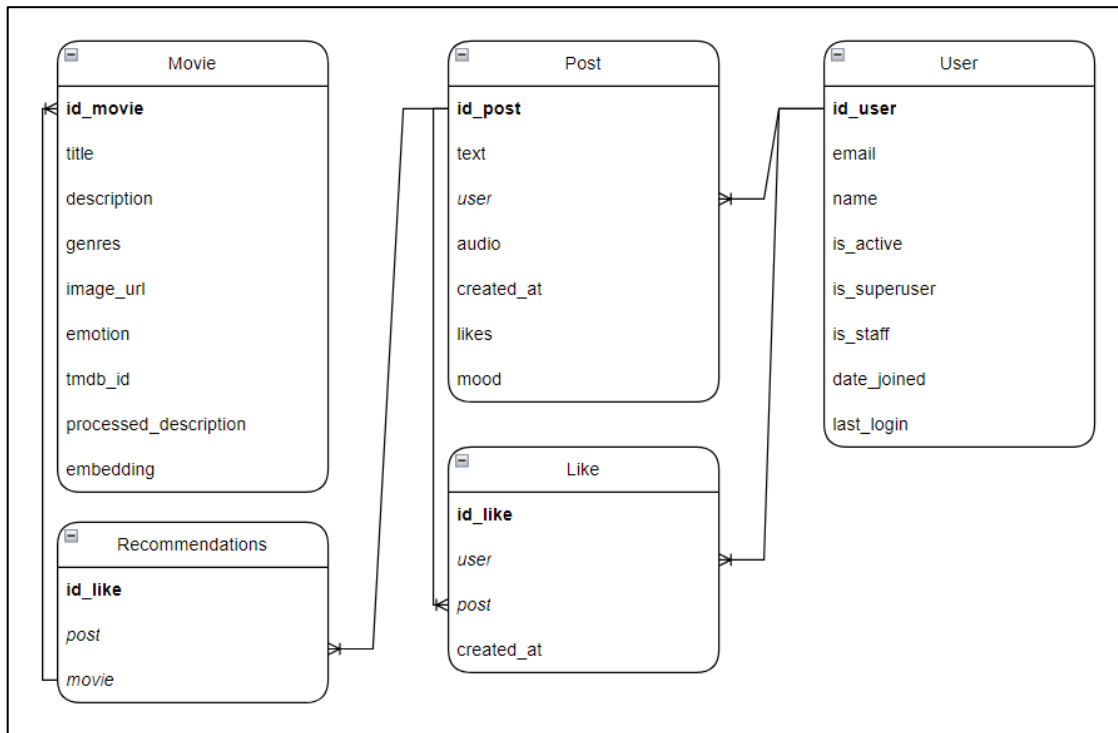 Movie
id_movie
title
description
genres
image_url
emotion
tmdb_id
processed_description
embedding
Recommendations
id_like
post
movie
Post
id_post
text
user
audio
created_at
likes
mood
Like
id_like
user
post
created_at
User
id_user
email
name
is_active
is_superuser
is_staff
date_joined
last_login